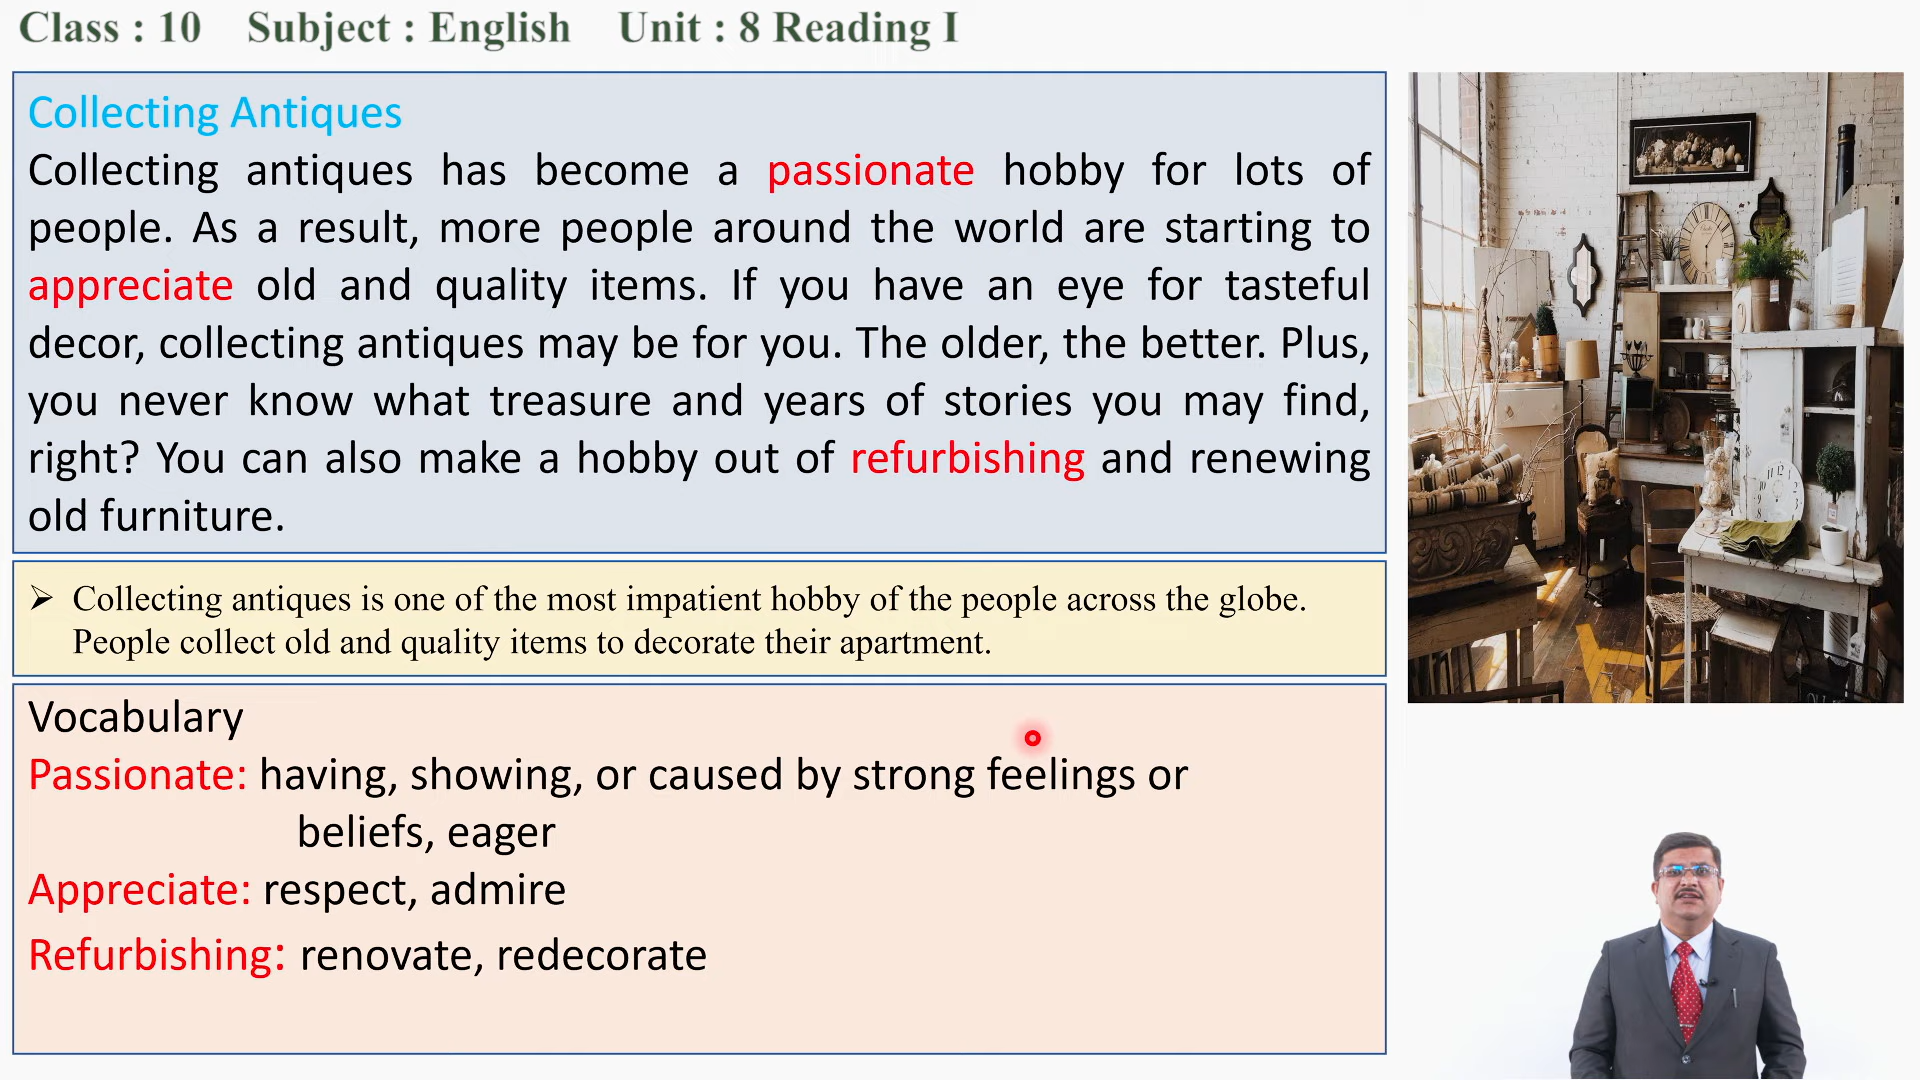 Class : 10 Subject : English Unit : 8 Reading I
Collecting Antiques
Collecting antiques has become a passionate hobby for lots of
people. As a result, more people around the world are starting to
appreciate old and quality items. If you have an eye for tasteful
decor, collecting antiques may be for you. The older, the better. Plus,
you never know what treasure and years of stories you may find,
right? You can also make a hobby out of refurbishing and renewing
old furniture.
➢ Collecting antiques is one of the most impatient hobby of the people across the globe.
People collect old and quality items to decorate their apartment.
Vocabulary
Passionate: having, showing, or caused by strong feelings or
beliefs, eager
Appreciate: respect, admire
Refurbishing: renovate, redecorate